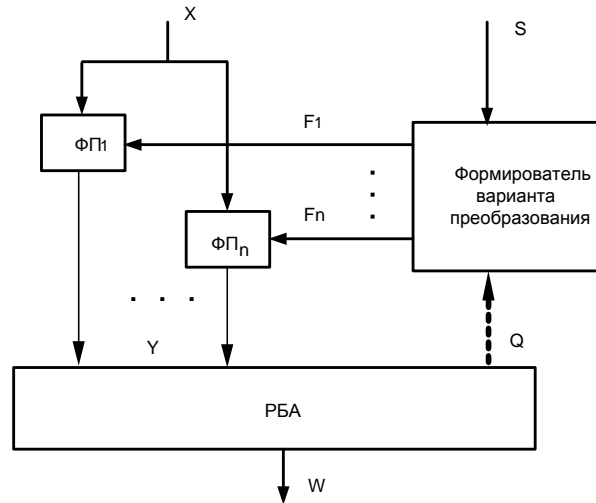 X
S
ФП1
F1
Формирователь
варианта
преобразования
Fn
ФПn
Y
Q
РБА
W